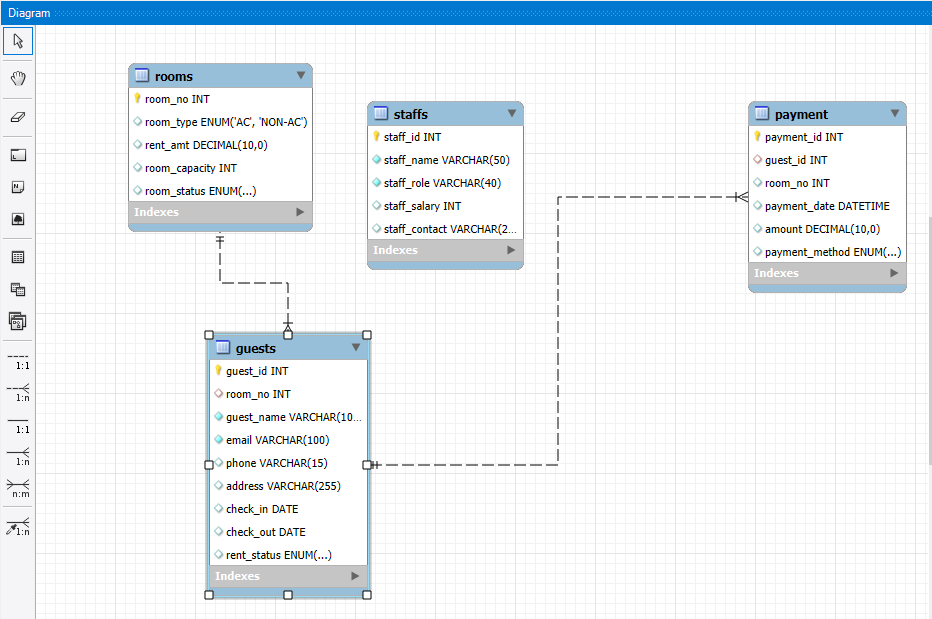 Diagram
rooms
room_no INT
room_type ENUM('AC', 'NON-AC')
rent_amt DECIMAL(10,0)
room_capacity INT
room_status ENUM(...)
Indexes
staffs
staff_id INT
staff_name VARCHAR(50)
staff_role VARCHAR(40)
staff_salary INT
staff_contact VARCHAR(2...
Indexes
payment
payment_id INT
guest_id INT
room_no INT
payment_date DATETIME
amount DECIMAL(10,0)
payment_method ENUM(...)
Indexes
guests
guest_id INT
room_no INT
guest_name VARCHAR(10...
email VARCHAR(100)
phone VARCHAR(15)
address VARCHAR(255)
check_in DATE
check_out DATE
rent_status ENUM(...)
Indexes
1:1
1:n
1:1
1:n
n:m
1:n